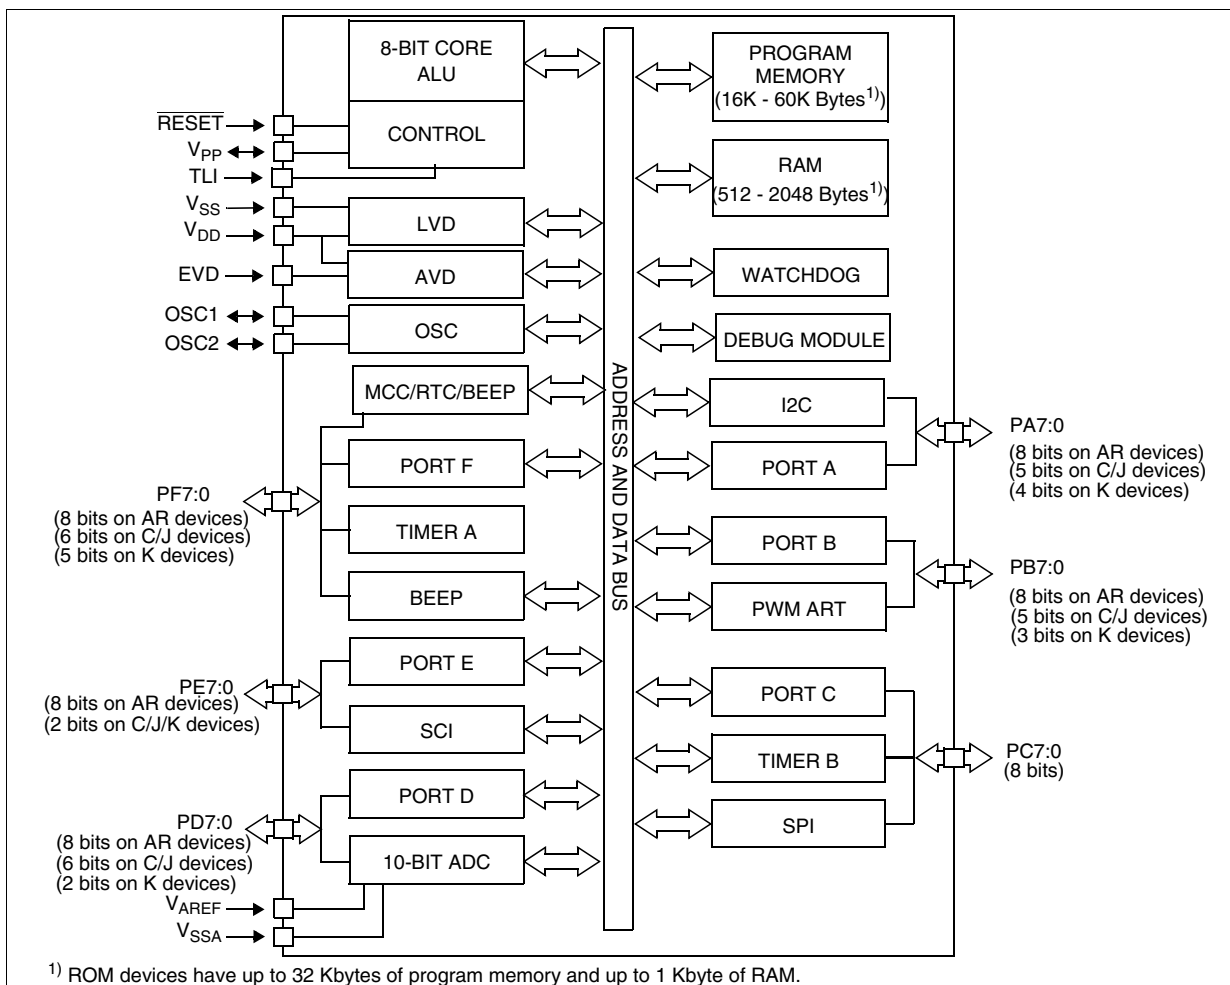 8-BIT CORE
ALU
CONTROL
RESET
VPP
TLI
VSS
VDD
EVD
OSC1
OSC2
LVD
AVD
OSC
MCC/RTC/BEEP
PORT F
TIMER A
BEEP
PF7:0
(8 bits on AR devices)
(6 bits on C/J devices)
(5 bits on K devices)
PORT E
SCI
PE7:0
(8 bits on AR devices)
(2 bits on C/J/K devices)
PORT D
10-BIT ADC
PD7:0
(8 bits on AR devices)
(6 bits on C/J devices)
(2 bits on K devices)
VAREF
VSSA
ADDRESS AND DATA BUS
PROGRAM
MEMORY
(16K - 60K Bytes1))
RAM
(512 - 2048 Bytes1))
WATCHDOG
DEBUG MODULE
I2C
PORT A
PA7:0
(8 bits on AR devices)
(5 bits on C/J devices)
(4 bits on K devices)
PORT B
PWM ART
PB7:0
(8 bits on AR devices)
(5 bits on C/J devices)
(3 bits on K devices)
PORT C
TIMER B
SPI
PC7:0
(8 bits)
1) ROM devices have up to 32 Kbytes of program memory and up to 1 Kbyte of RAM.